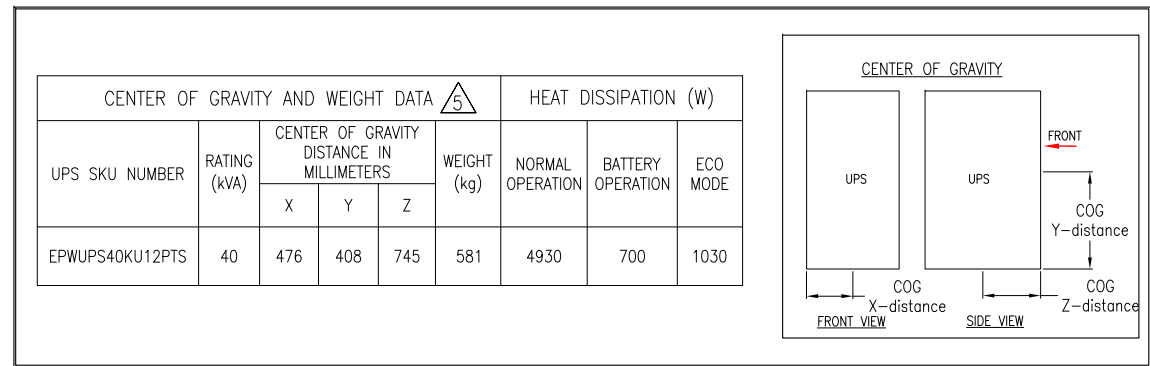 CENTER OF GRAVITY AND WEIGHT DATA 5
HEAT DISSIPATION (W)
UPS SKU NUMBER
RATING
(kVA)
CENTER OF GRAVITY
DISTANCE IN
MILLIMETERS
X Y Z
WEIGHT
(kg)
NORMAL
OPERATION
BATTERY
OPERATION
ECO
MODE
EPWUPS40KU12PTS 40 476 408 745 581 4930 700 1030
CENTER OF GRAVITY
UPS
UPS
FRONT
COG
Y-distance
COG
X-distance
COG
Z-distance
FRONT VIEW
SIDE VIEW